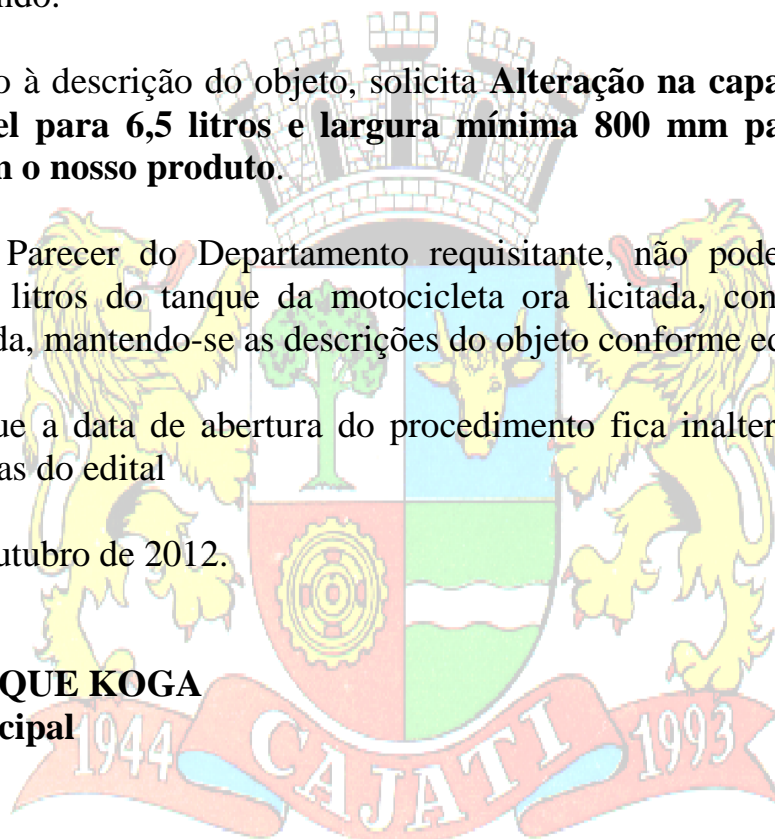 ndo.
o à descrição do objeto, solicita Alteração na capa
el para 6,5 litros e largura mínima 800 mm pa
n o nosso produto.
Parecer do Departamento requisitante, não pode
litros do tanque da motocicleta ora licitada, con
da, mantendo-se as descrições do objeto conforme ec
ue a data de abertura do procedimento fica inalter
as do edital
utubro de 2012.
QUE KOGA
cipal
1944 CAJATI 1993